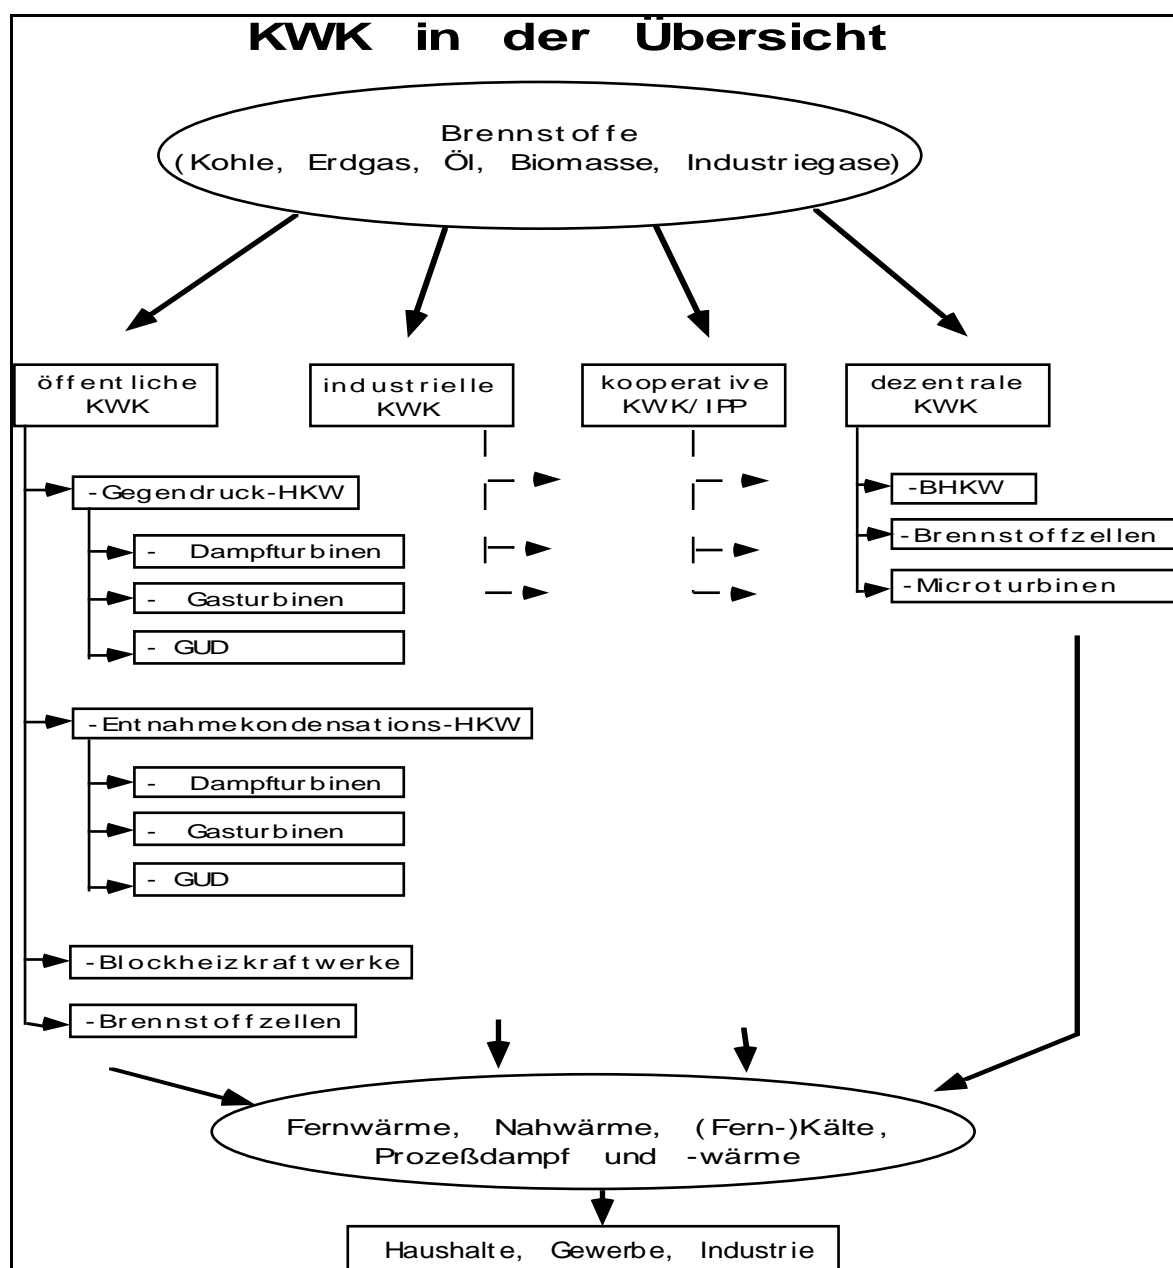 KWK in der Übersicht
Brennstoffe
(Kohle, Erdgas, Öl, Biomasse, Industriegase)
öffentliche
KWK
industrielle
KWK
kooperative
KWK/IPP
dezentrale
KWK
-Gegendruck-HKW
- Dampfturbinen
- Gasturbinen
- GUD
-Entnahmekondensations-HKW
- Dampfturbinen
- Gasturbinen
- GUD
-Blockheizkraftwerke
-Brennstoffzellen
-BHKW
-Brennstoffzellen
-Microturbinen
Fernwärme, Nahwärme, (Fern-)Kälte,
Prozeßdampf und -wärme
Haushalte, Gewerbe, Industrie